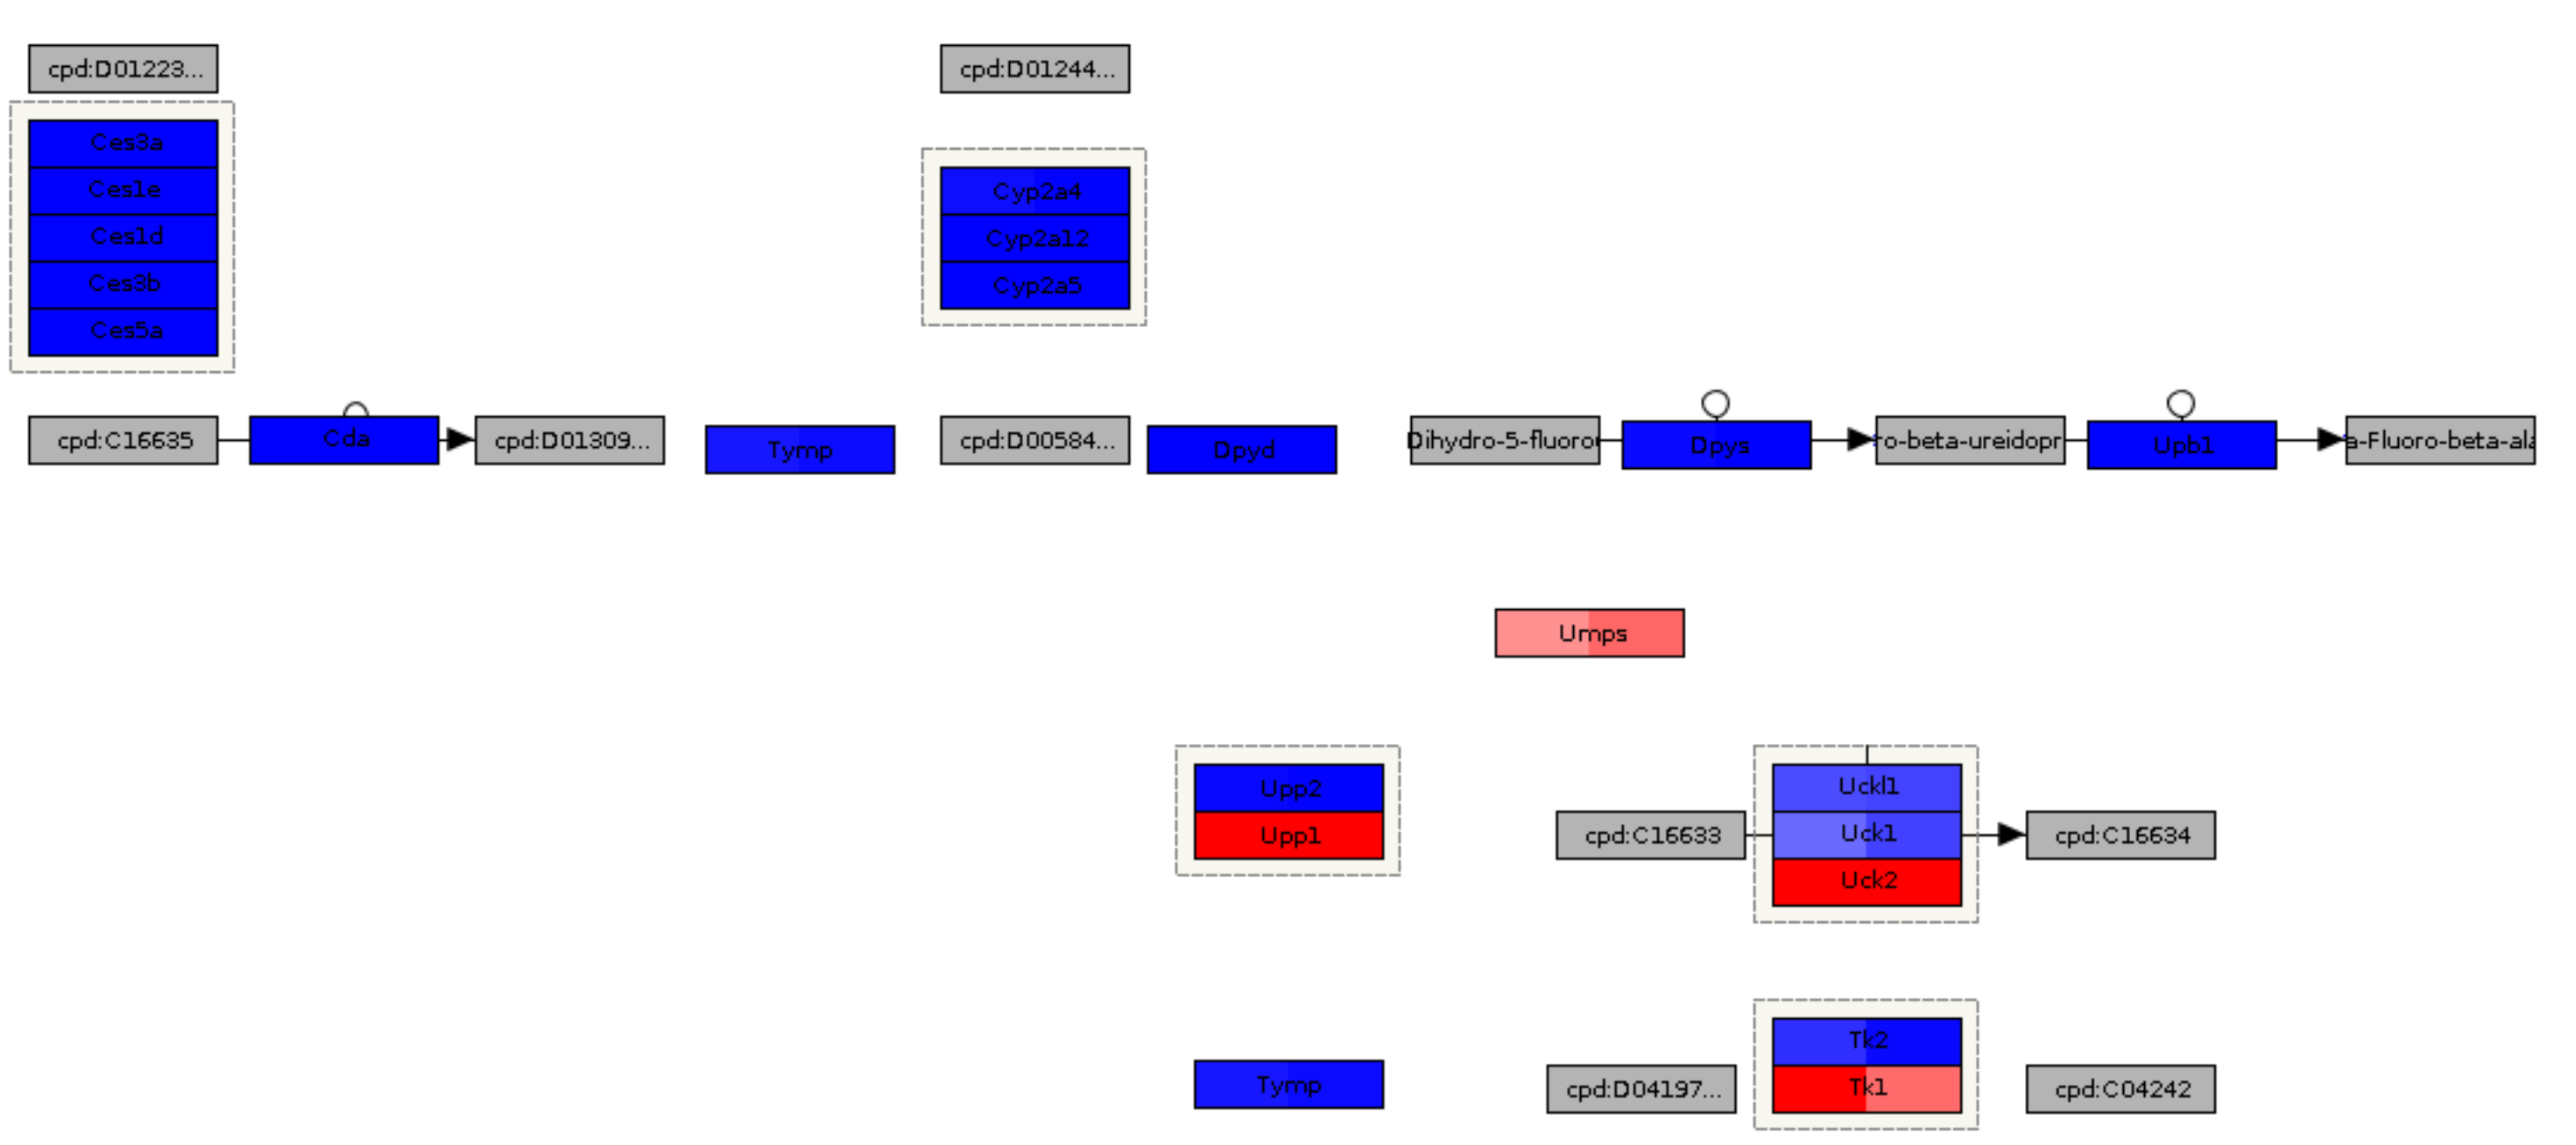 cpd:D01223...
cpd:D01244...
Ces3a
Ces1e
Ces1d
Ces3b
Ces5a
Cyp2a4
Cyp2a12
Cyp2a5
cpd:C16635
Cda
cpd:D01309...
Tymp
cpd:D00584...
Dpyd
Dihydro-5-fluoro
Dpys
o-beta-ureidopr
Upb1
a-Fluoro-beta-ala
Umps
Upp2
Upp1
cpd:C16633
Uckl1
Uck1
Uck2
cpd:C16634
Tymp
cpd:D04197...
Tk2
Tk1
cpd:C04242